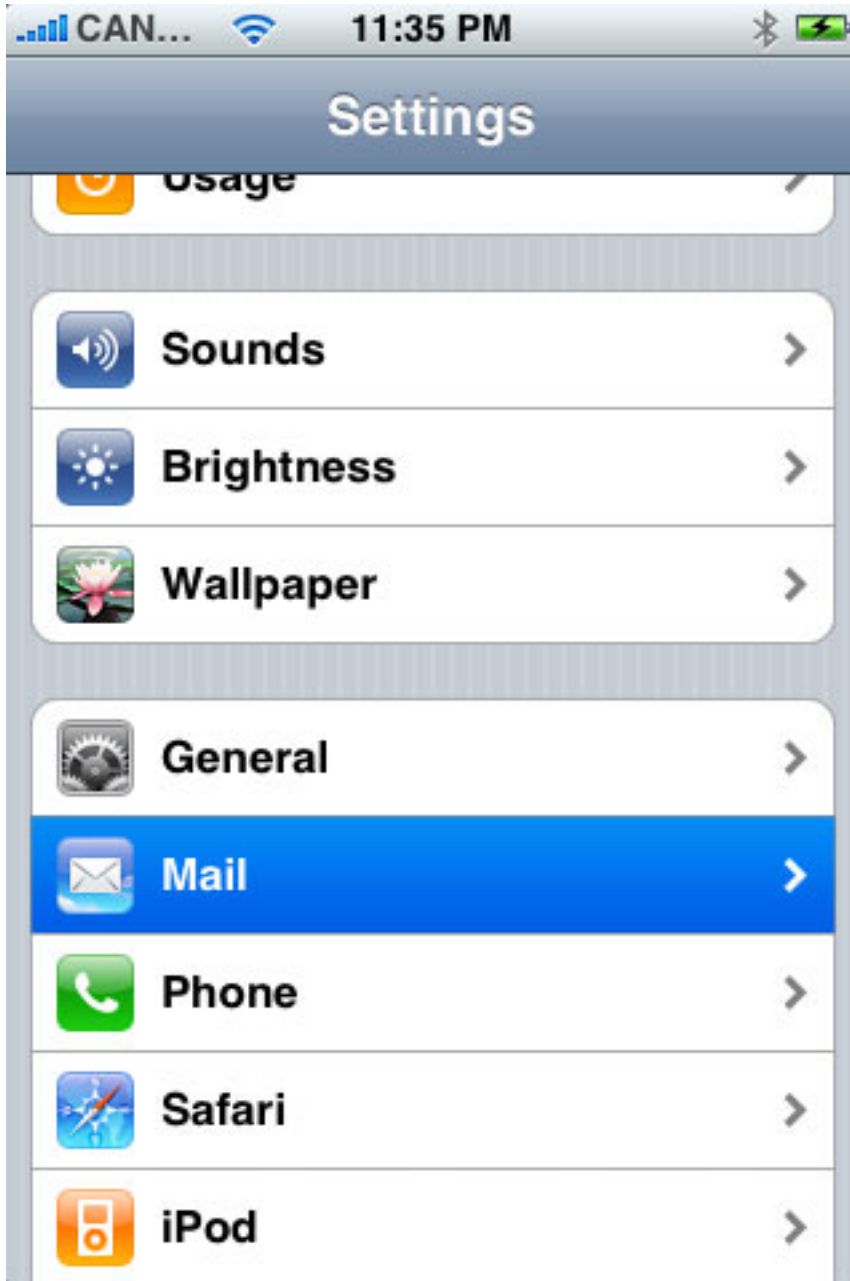 CAN... 11:35 PM
Settings
Usage
Sounds
Brightness
Wallpaper
General
Mail
Phone
Safari
iPod